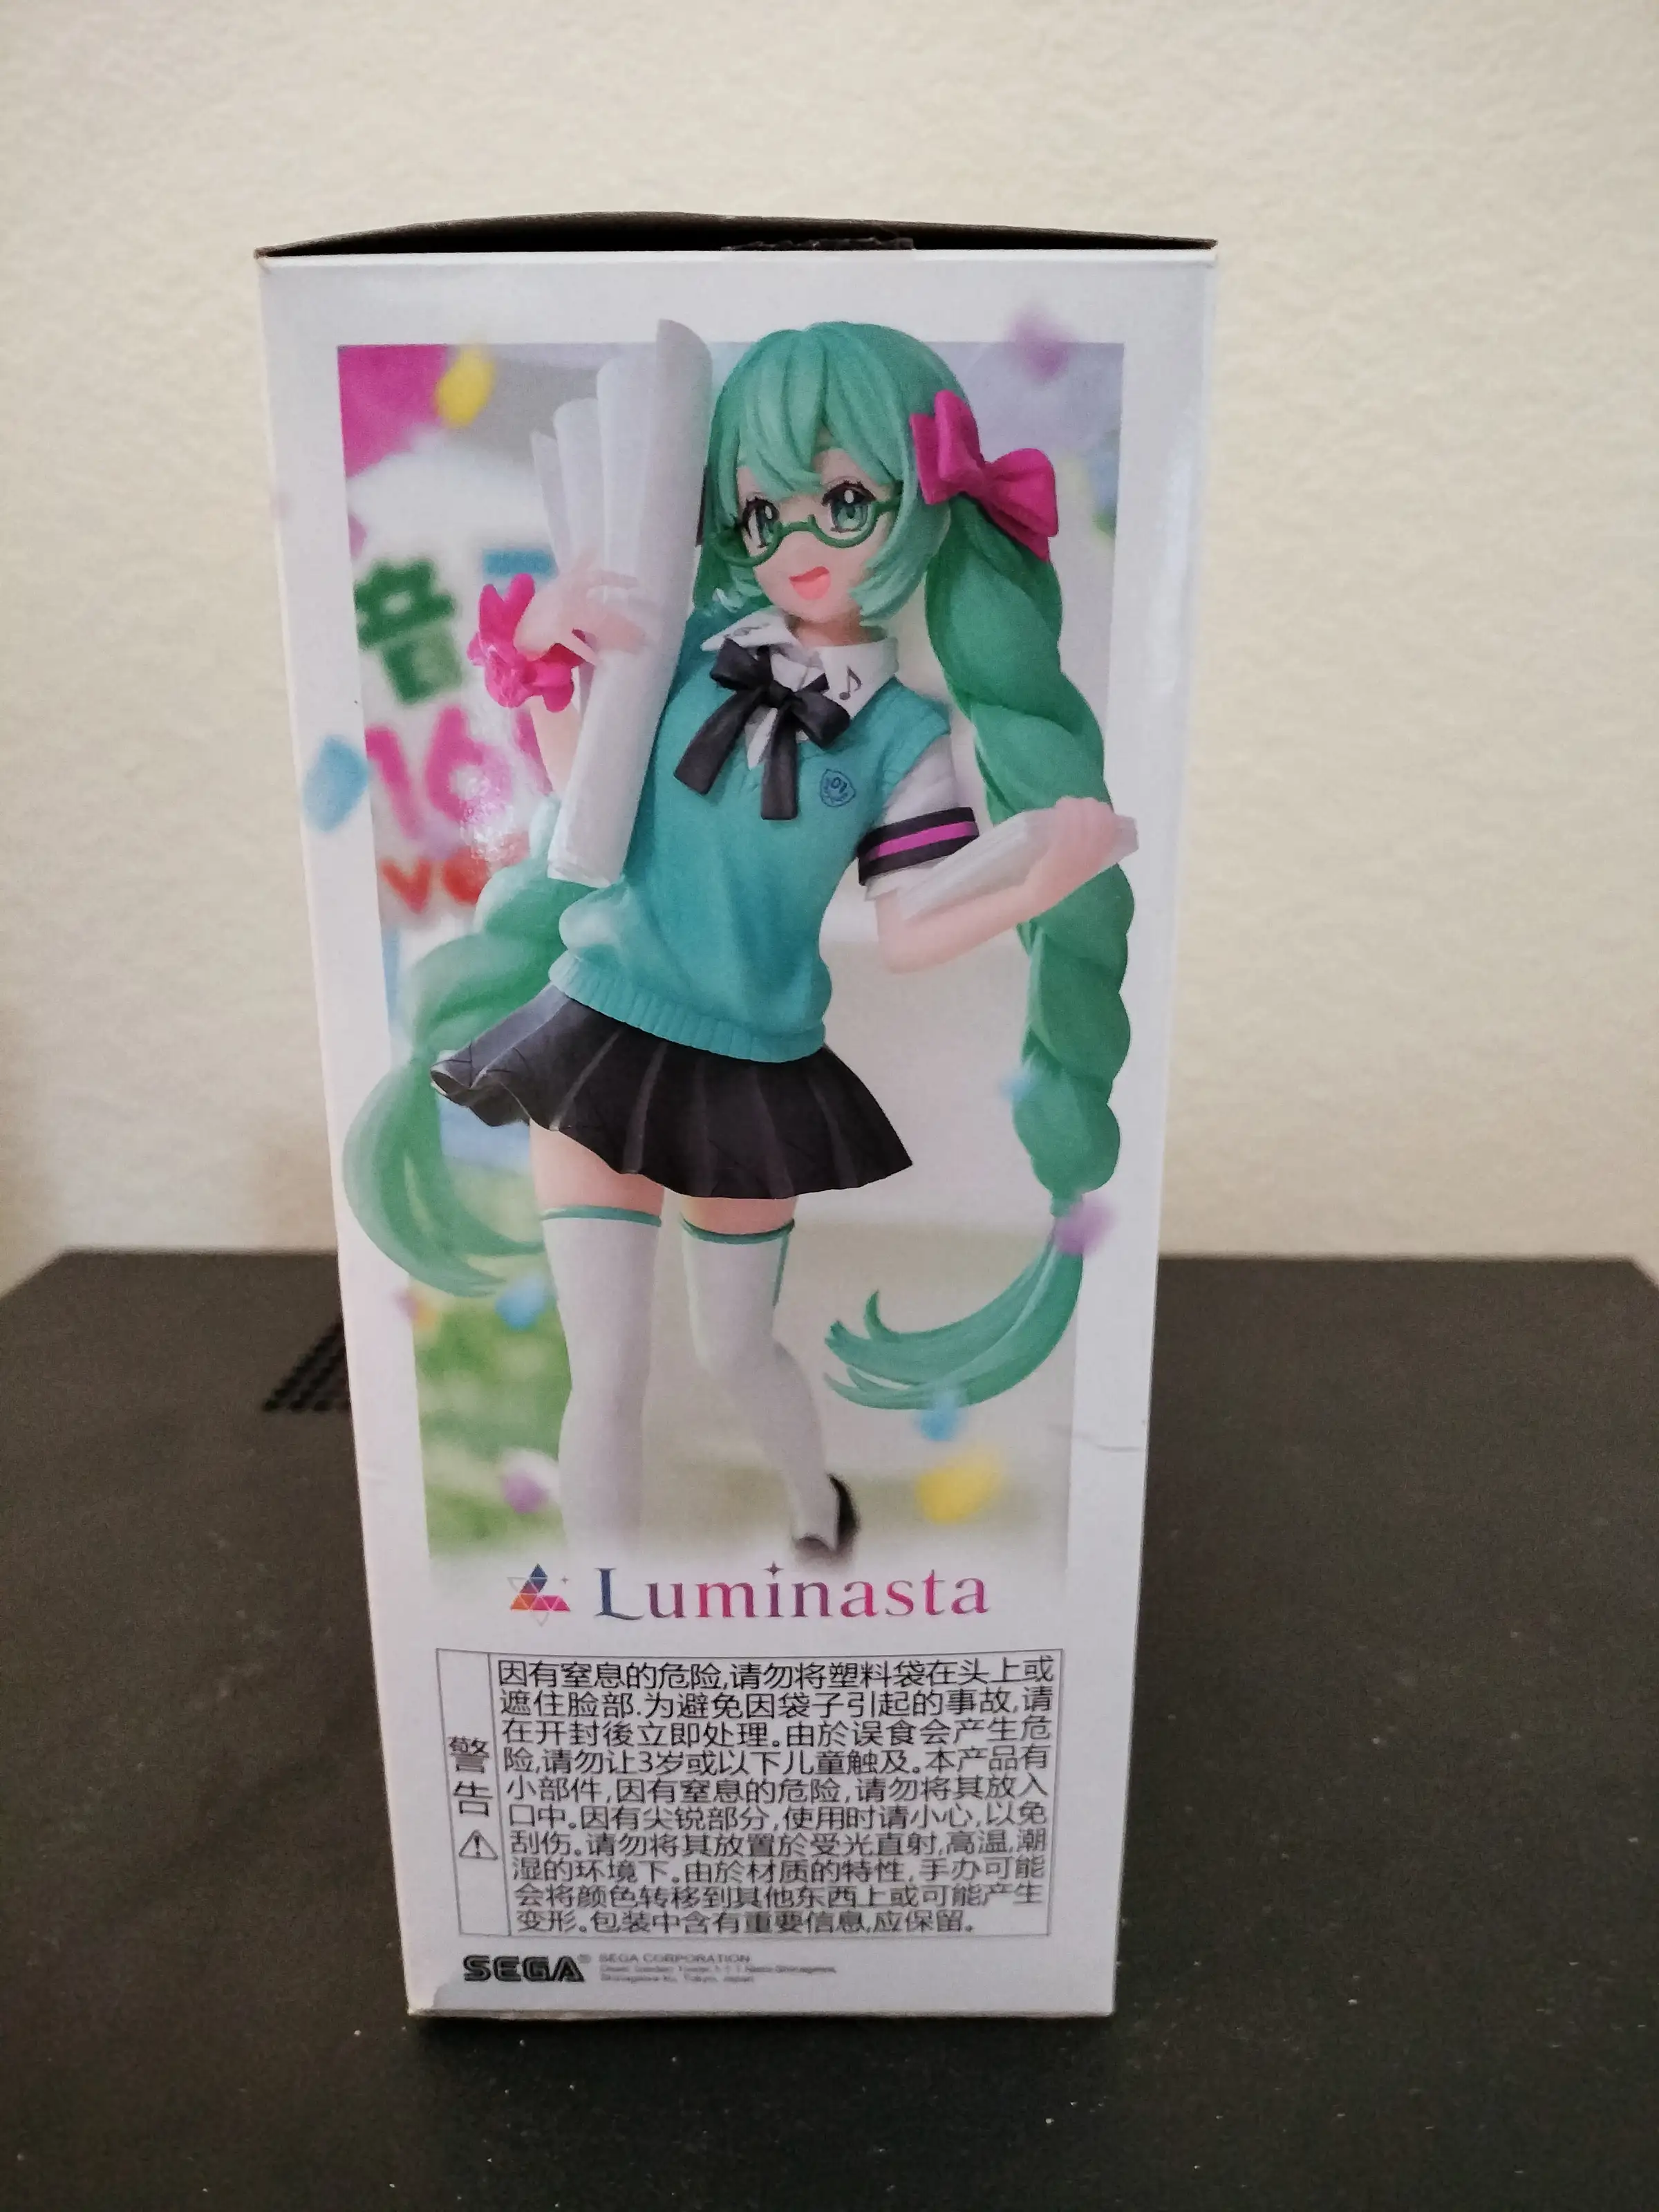 音
16
01
Luminasta
警告
因有窒息的危险,请勿将塑料袋在头上或
遮住脸部.为避免因袋子引起的事故,请
在开封後立即处理。由於误食会产生危
险,请勿让3岁或以下儿童触及。本产品有
小部件,因有窒息的危险,请勿将其放入
口中。因有尖锐部分,使用时请小心,以免
刮伤。请勿将其放置於受光直射,高温,潮
湿的环境下。由於材质的特性,手办可能
会将颜色转移到其他东西上或可能产生
变形。包装中含有重要信息,应保留。
SEGA® SEGA CORPORATION
Tokyo, Japan